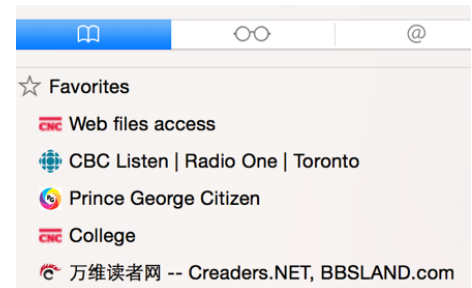 @
Favorites
CNC Web files access
CBC Listen | Radio One | Toronto
Prince George Citizen
CNC College
万维读者网 -- Creaders.NET, BBSLAND.com